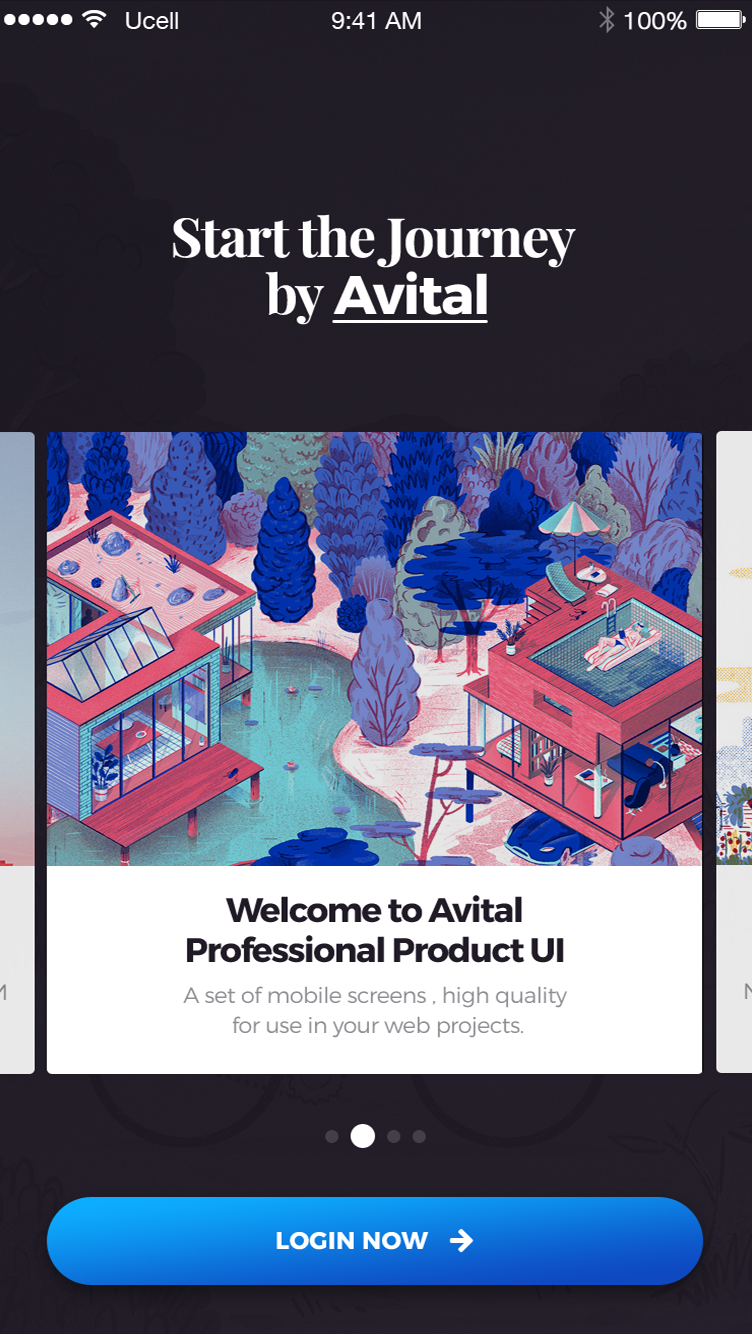 Ucell 9:41 AM 100%
Start the Journey
by Avital
Welcome to Avital
Professional Product UI
A set of mobile screens , high quality
for use in your web projects.
LOGIN NOW